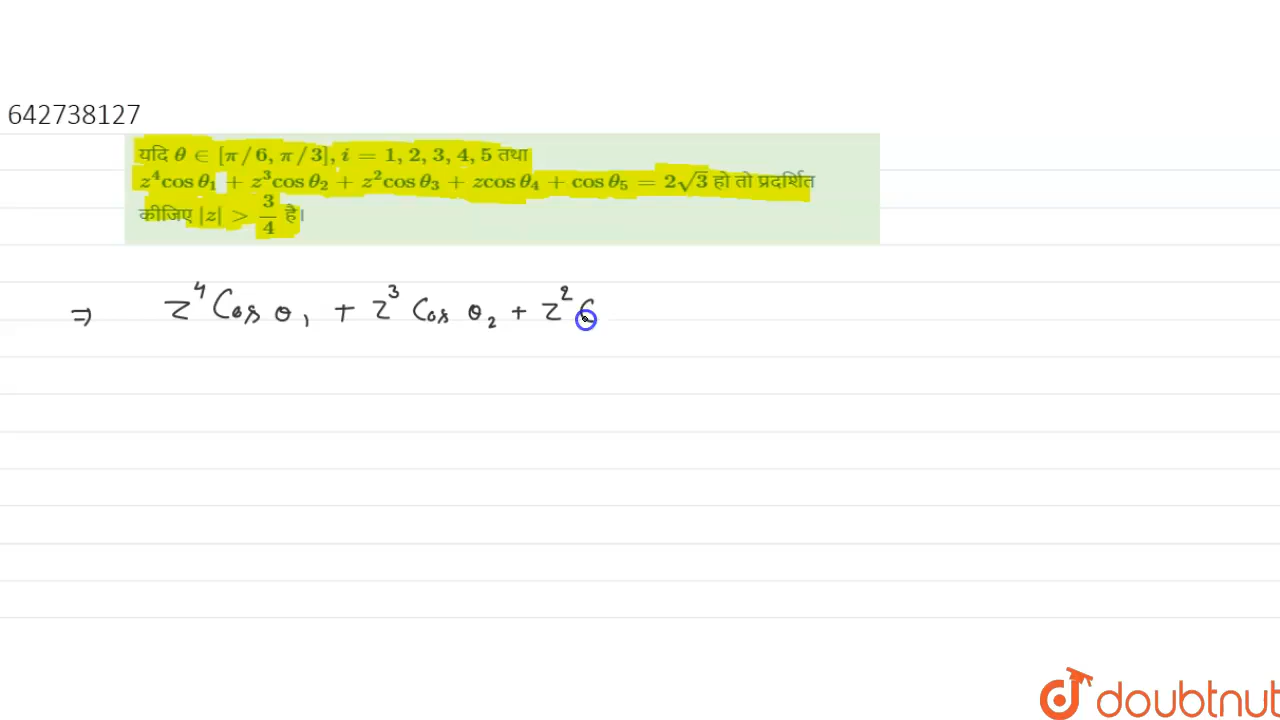 642738127
यदि θ ∈ [π/6, π/3], i = 1, 2, 3, 4, 5 तथा
z⁴cos θ₁ + z³cos θ₂ + z²cos θ₃ + zcos θ₄ + cos θ₅ = 2√3 हो तो प्रदर्शित
कीजिए |z| > 3/4 है।
⇒ z⁴ Cos θ₁ + z³ Cos θ₂ + z² C
doubtnut